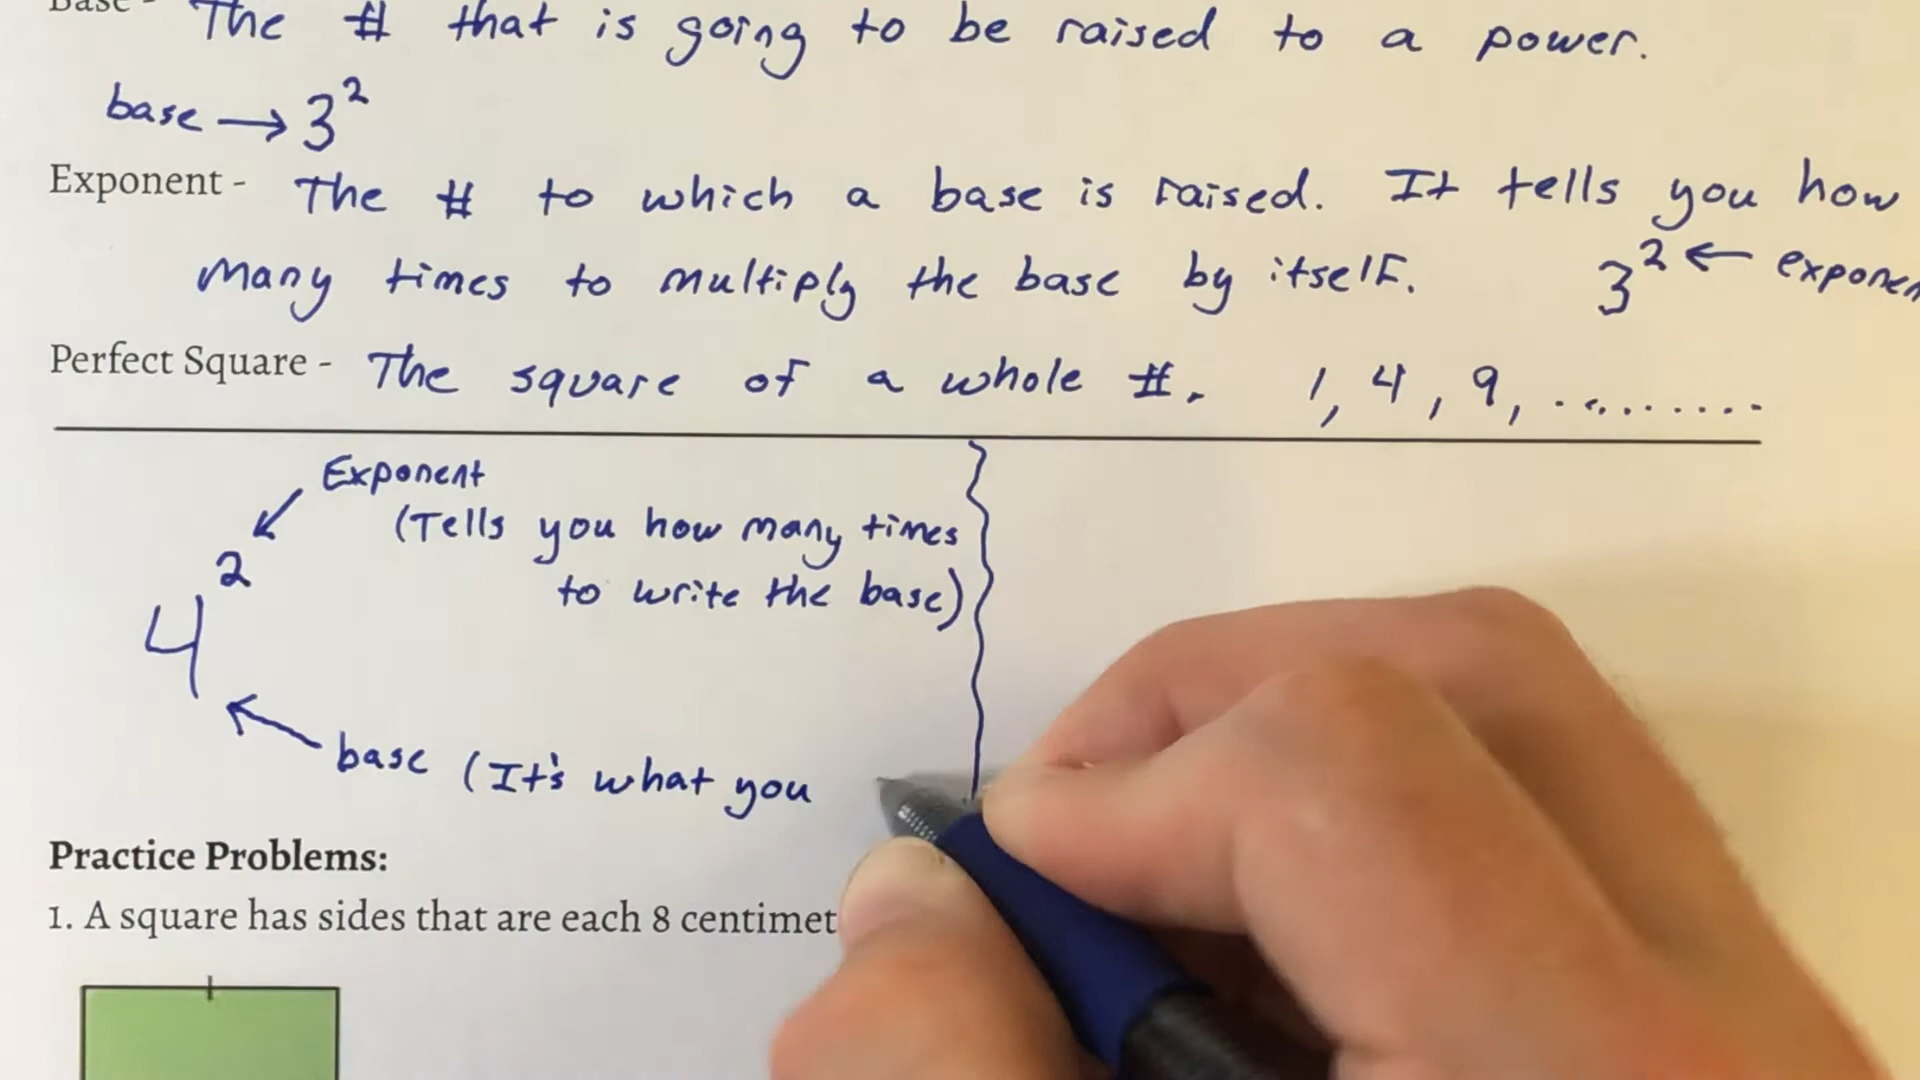 Base - The # that is going to be raised to a power.
base → 3²
Exponent - The # to which a base is raised. It tells you how
many times to multiply the base by itself. 3² ← exponen
Perfect Square - The square of a whole #. 1, 4, 9, .........
Exponent
(Tells you how many times
to write the base)
4²
base (It's what you
Practice Problems:
1. A square has sides that are each 8 centimet